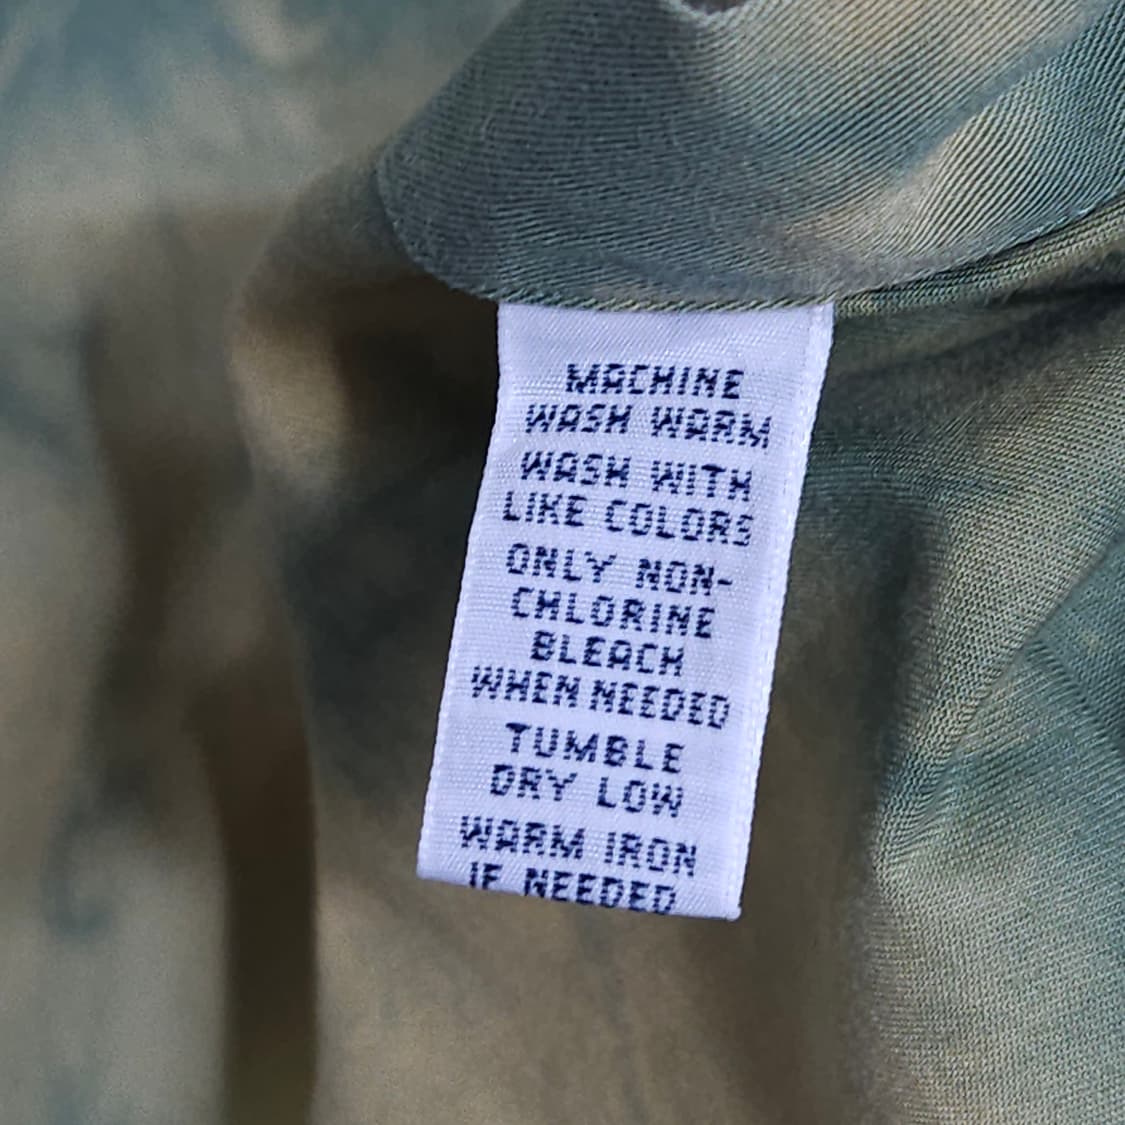 MACHINE
WASH WARM
WASH WITH
LIKE COLORS
ONLY NON-
CHLORINE
BLEACH
WHEN NEEDED
TUMBLE
DRY LOW
WARM IRON
IF NEEDED